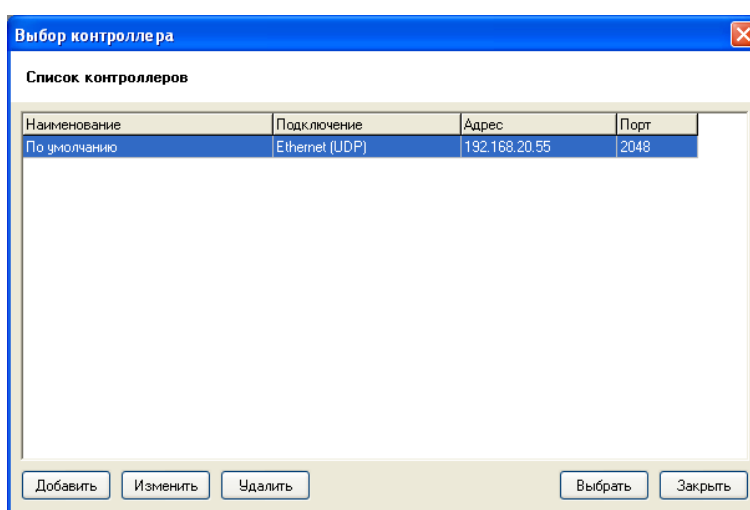 Выбор контроллера
Список контроллеров
Наименование Подключение Адрес Порт
По умолчанию Ethernet (UDP) 192.168.20.55 2048
Добавить Изменить Удалить Выбрать Закрыть